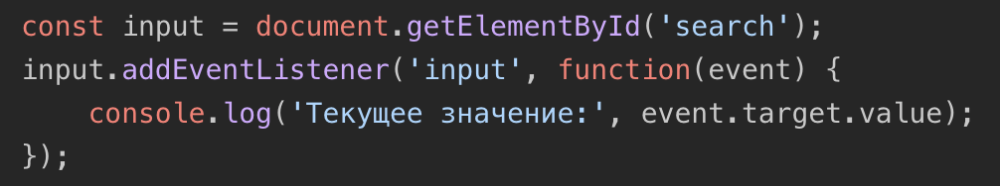 const input = document.getElementById('search');
input.addEventListener('input', function(event) {
    console.log('Текущее значение:', event.target.value);
});